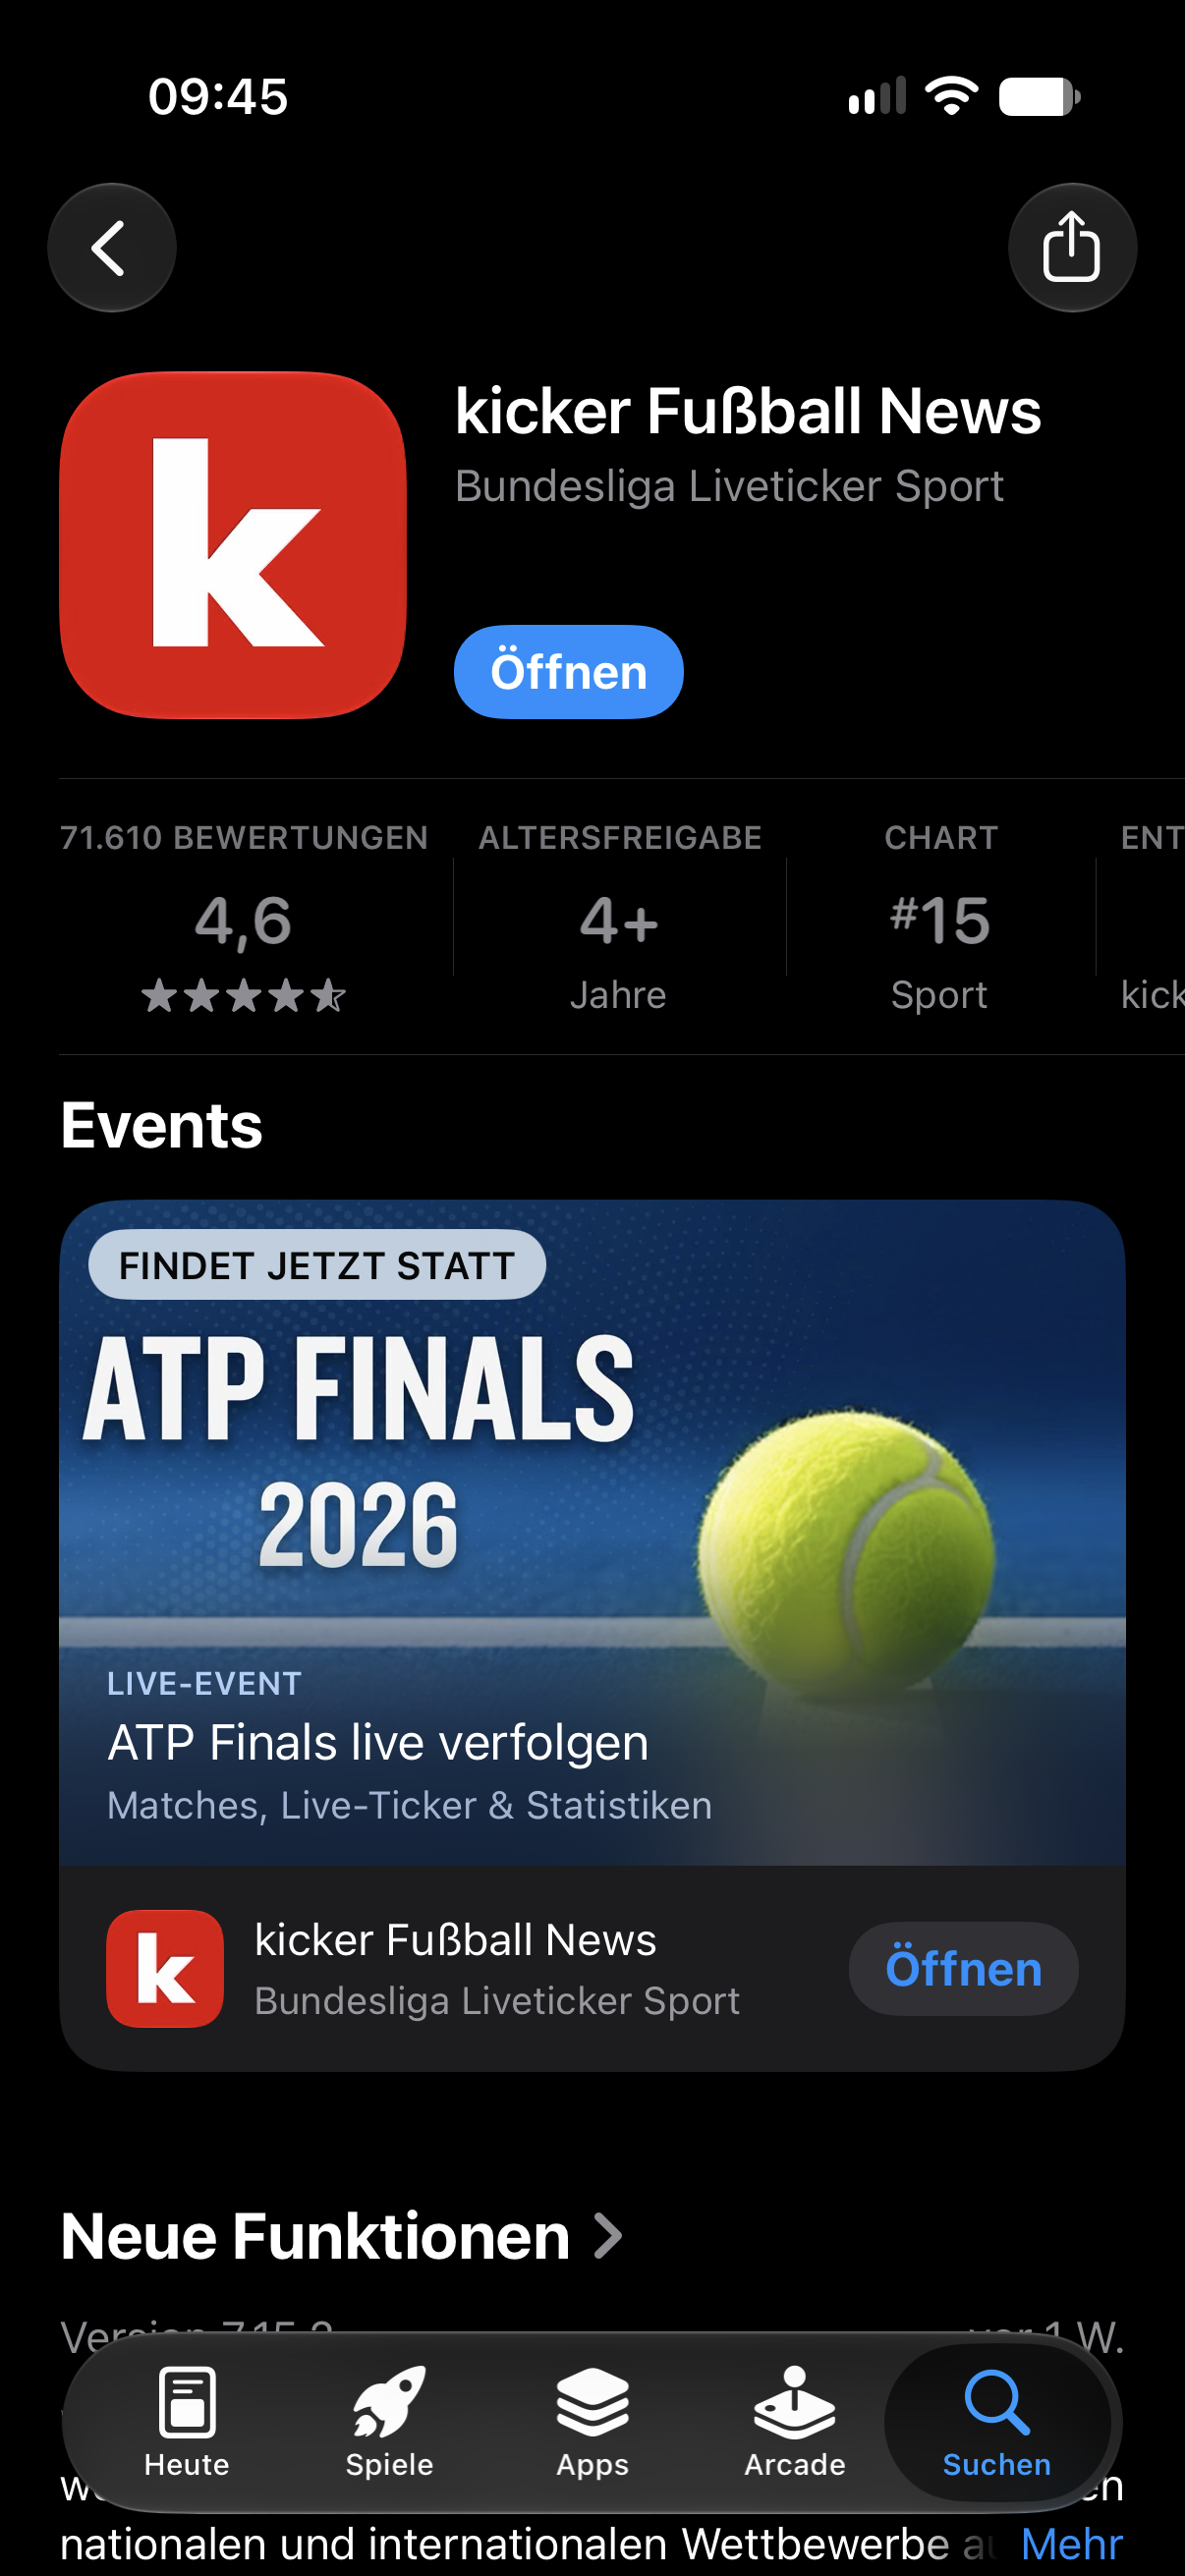 09:45
k
kicker Fußball News
Bundesliga Liveticker Sport
Öffnen
71.610 BEWERTUNGEN
4,6
ALTERSFREIGABE
4+
Jahre
CHART
#15
Sport
FINDET JETZT STATT
Events
ATP FINALS
2026
LIVE-EVENT
ATP Finals live verfolgen
Matches, Live-Ticker & Statistiken
k
kicker Fußball News
Bundesliga Liveticker Sport
Öffnen
Neue Funktionen
vor 1 W.
Heute
Spiele
Apps
Arcade
Suchen
nationalen und internationalen Wettbewerbe
Mehr